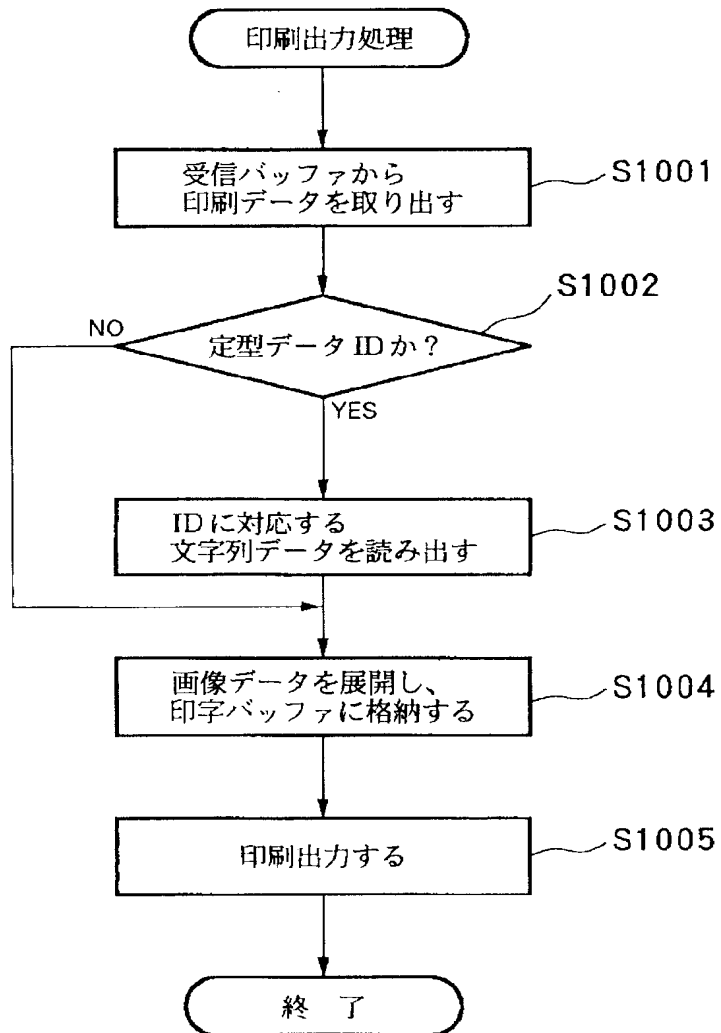 印刷出力処理
受信バッファから
印刷データを取り出す
S1001
S1002
定型データIDか？
NO
YES
IDに対応する
文字列データを読み出す
S1003
画像データを展開し、
印字バッファに格納する
S1004
印刷出力する
S1005
終 了